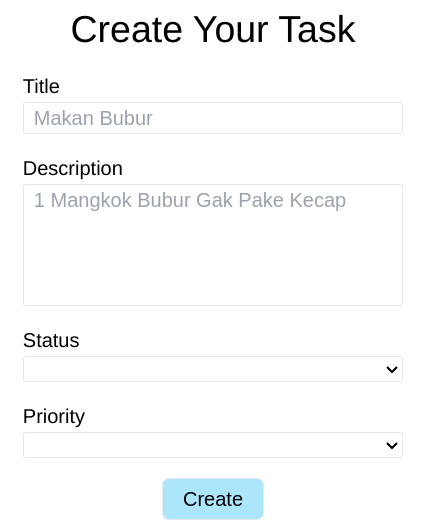 Create Your Task
Title
Makan Bubur
Description
1 Mangkok Bubur Gak Pake Kecap
Status
Priority
Create